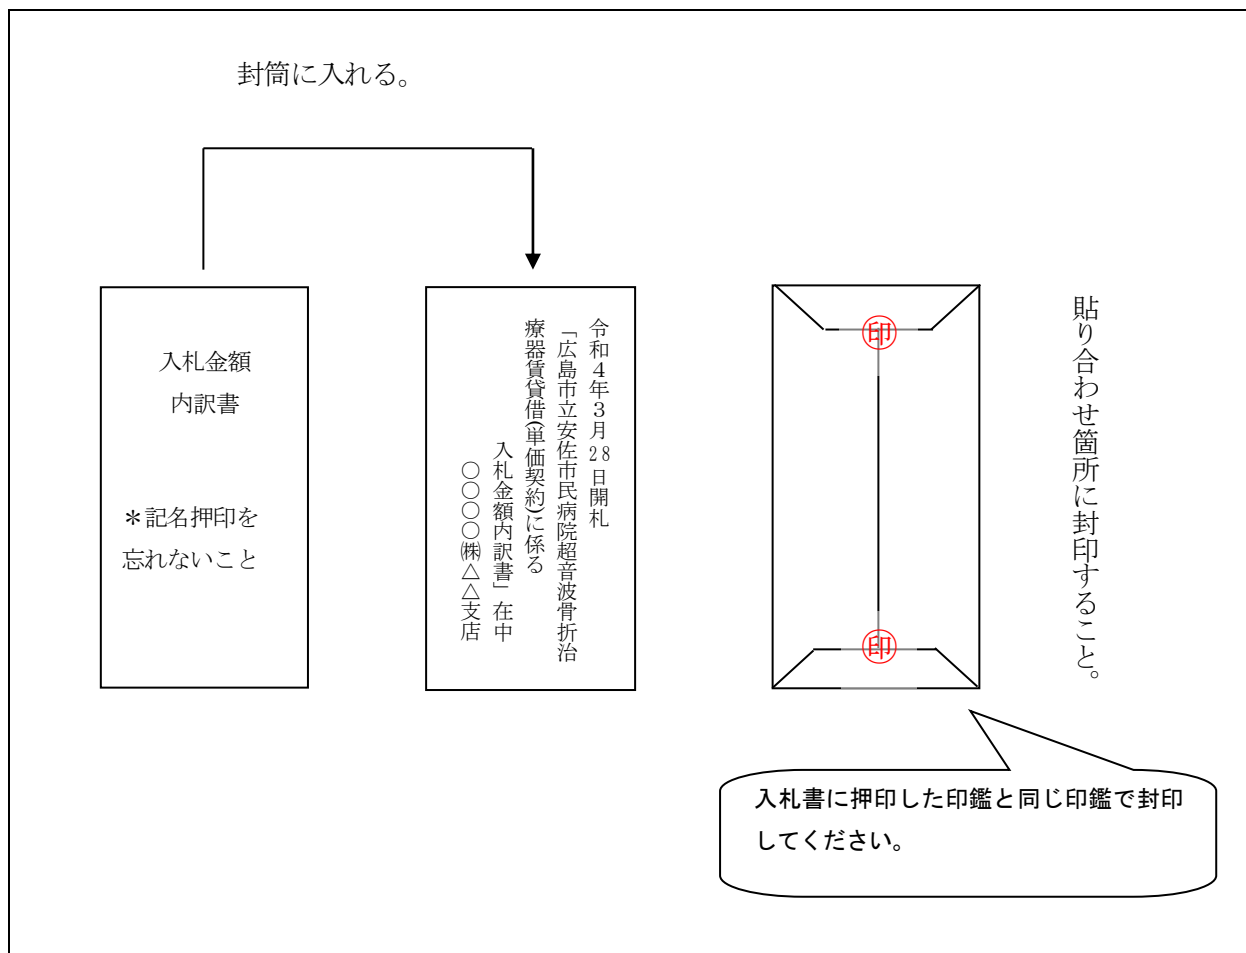 封筒に入れる。
入札金額
内訳書
＊記名押印を
忘れないこと
令和４年３月28日開札
「広島市立安佐市民病院超音波骨折治
療器賃貸借(単価契約)に係る
入札金額内訳書」在中
〇〇〇〇㈱△△支店
印
印
貼り合わせ箇所に封印すること。
入札書に押印した印鑑と同じ印鑑で封印
してください。